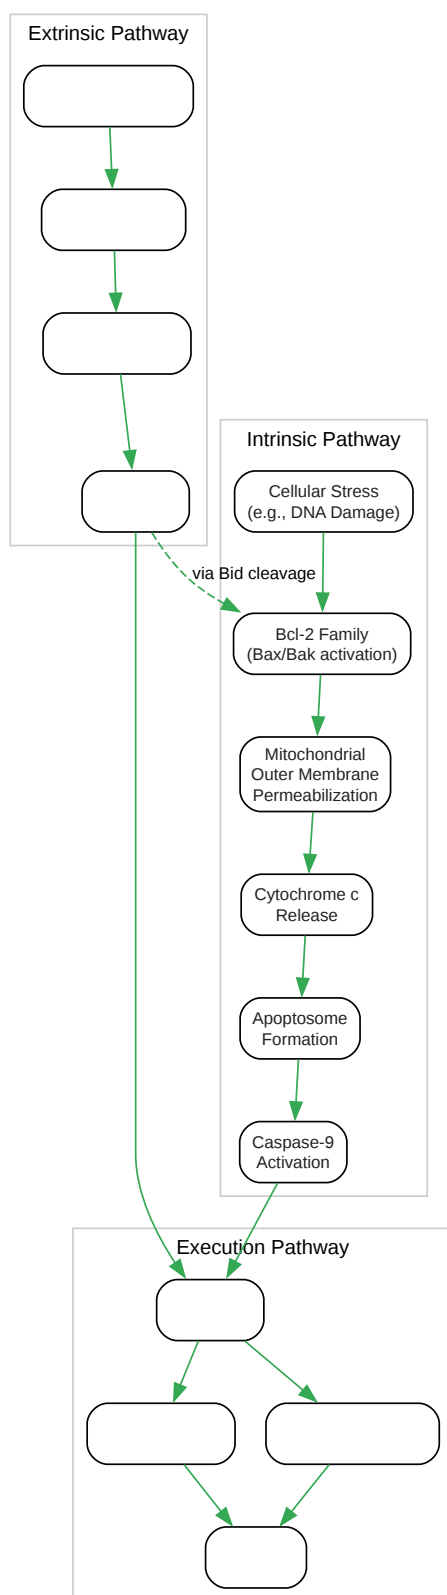 Extrinsic Pathway
Intrinsic Pathway
Cellular Stress
(e.g., DNA Damage)
via Bid cleavage
Bcl-2 Family
(Bax/Bak activation)
Mitochondrial
Outer Membrane
Permeabilization
Cytochrome c
Release
Apoptosome
Formation
Caspase-9
Activation
Execution Pathway